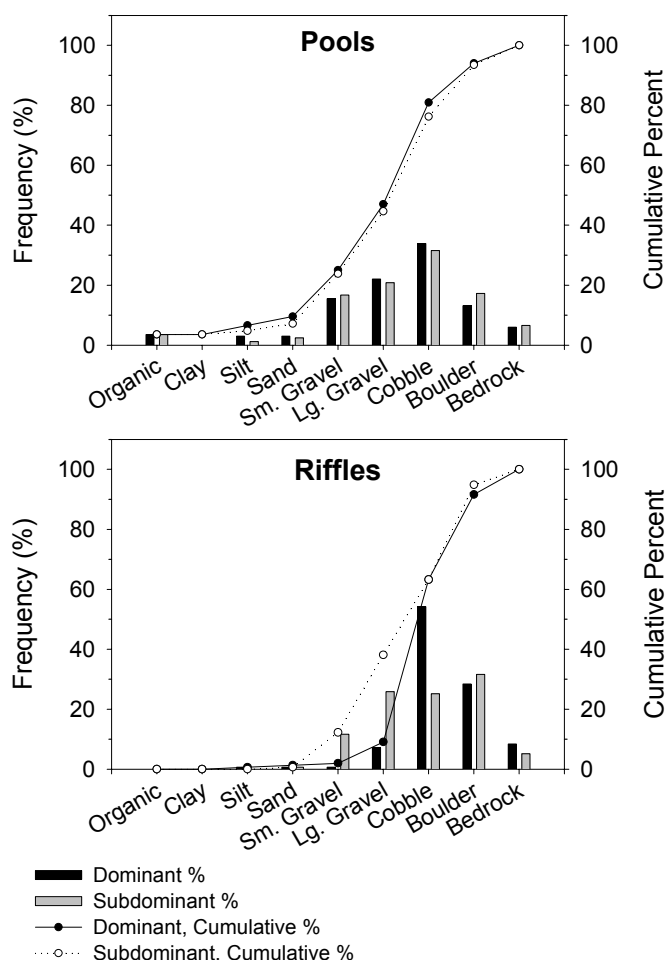 Pools
100
80
60
40
20
0
Frequency (%)
100
80
60
40
20
0
Cumulative Percent
Organic
Clay
Silt
Sand
Sm. Gravel
Lg. Gravel
Cobble
Boulder
Bedrock
Riffles
100
80
60
40
20
0
Frequency (%)
100
80
60
40
20
0
Cumulative Percent
Organic
Clay
Silt
Sand
Sm. Gravel
Lg. Gravel
Cobble
Boulder
Bedrock
Dominant %
Subdominant %
Dominant, Cumulative %
Subdominant, Cumulative %